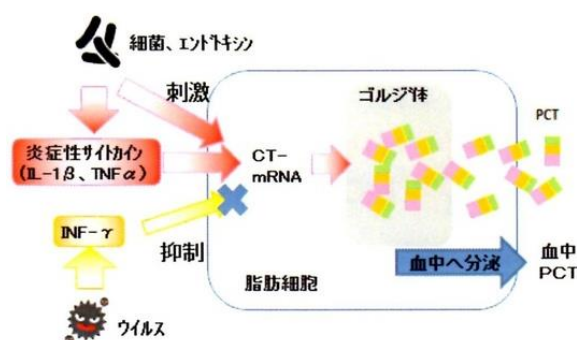 細菌、エンドトキシン
刺激
ゴルジ体
PCT
炎症性サイトカイン
(IL-1β、TNFα)
CT-
mRNA
INF-γ
抑制
血中へ分泌
血中
PCT
脂肪細胞
ウイルス